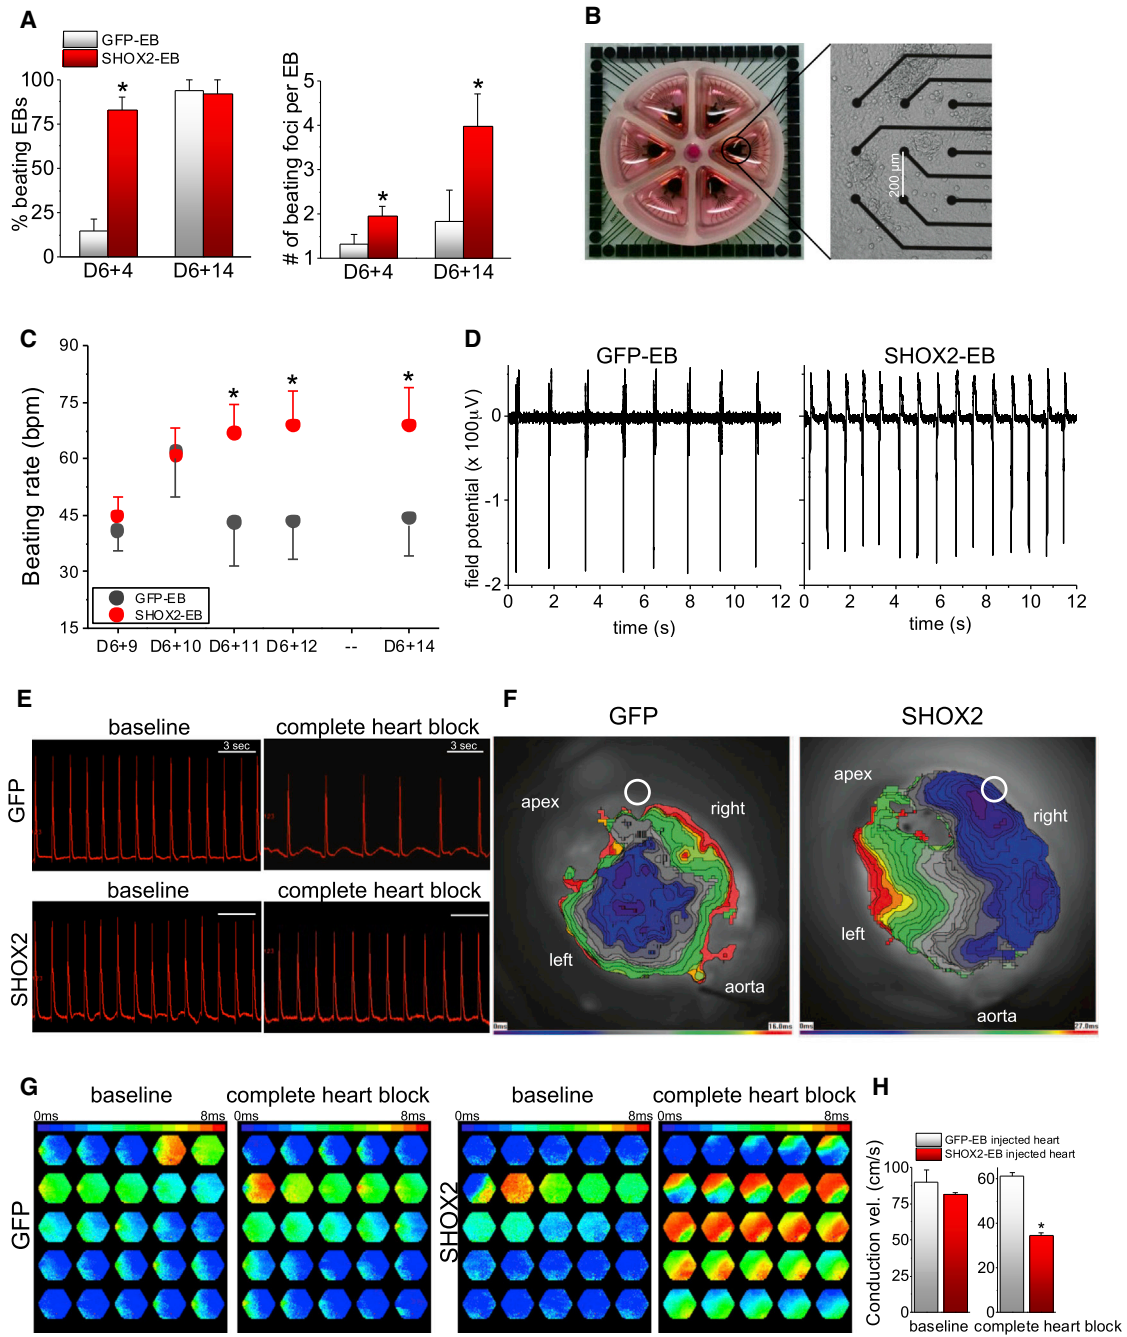 A
GFP-EB
SHOX2-EB
% beating EBs
100
75
50
25
0
*
D6+4
D6+14
# of beating foci per EB
5
4
3
2
1
*
*
D6+4
D6+14
B
200 µm
C
Beating rate (bpm)
90
75
60
45
30
15
*
*
*
GFP-EB
SHOX2-EB
D6+9
D6+10
D6+11
D6+12
--
D6+14
D
GFP-EB
SHOX2-EB
field potential (x 100µV)
0
-1
-2
0 2 4 6 8 10 12
0 2 4 6 8 10 12
time (s)
time (s)
E
baseline
complete heart block
GFP
3 sec
3 sec
baseline
complete heart block
SHOX2
F
GFP
SHOX2
apex
right
left
aorta
0ms
16.0ms
apex
right
left
aorta
0ms
27.0ms
G
baseline
complete heart block
baseline
complete heart block
0ms 8ms
0ms 8ms
0ms 8ms
0ms 8ms
GFP
SHOX2
H
GFP-EB injected heart
SHOX2-EB injected heart
Conduction vel. (cm/s)
100
75
50
25
0
60
40
20
0
*
baseline
complete heart block